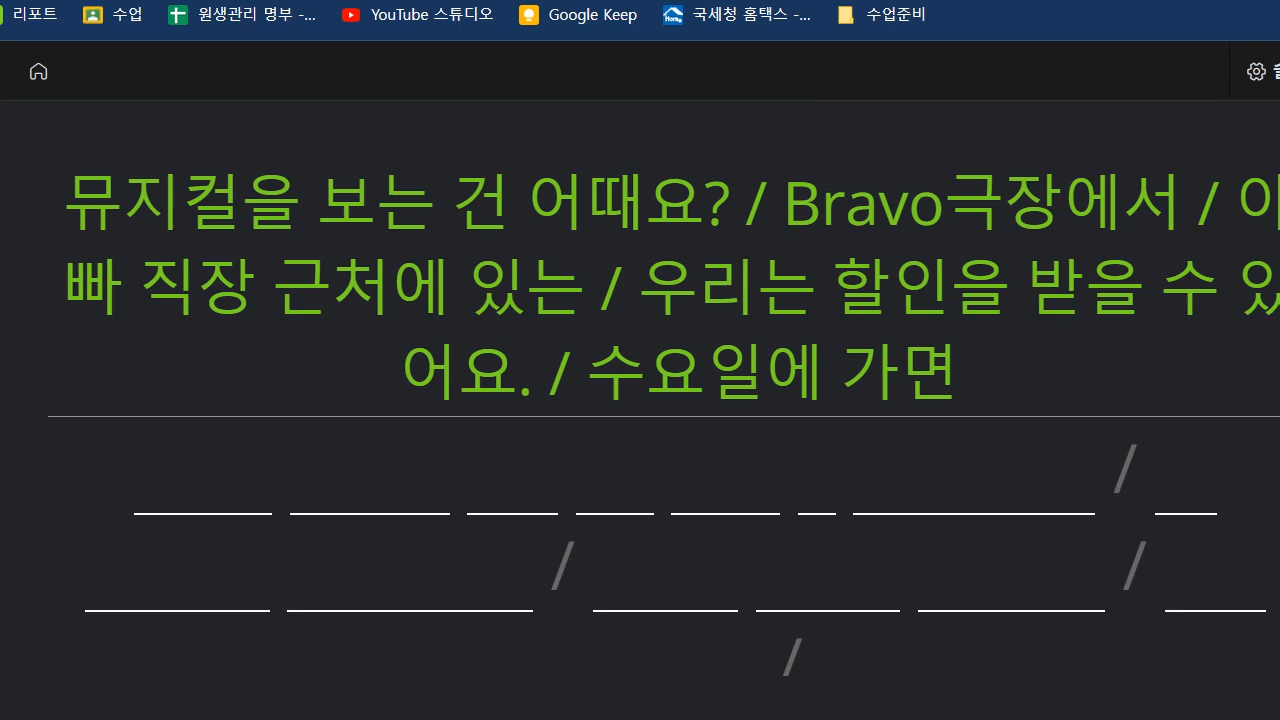 리포트 수업 원생관리 명부 -... YouTube 스튜디오 Google Keep 국세청 홈택스 -... 수업준비
뮤지컬을 보는 건 어때요? / Bravo극장에서 /
빠 직장 근처에 있는 / 우리는 할인을 받을 수 있
어요. / 수요일에 가면
/
/ /
/